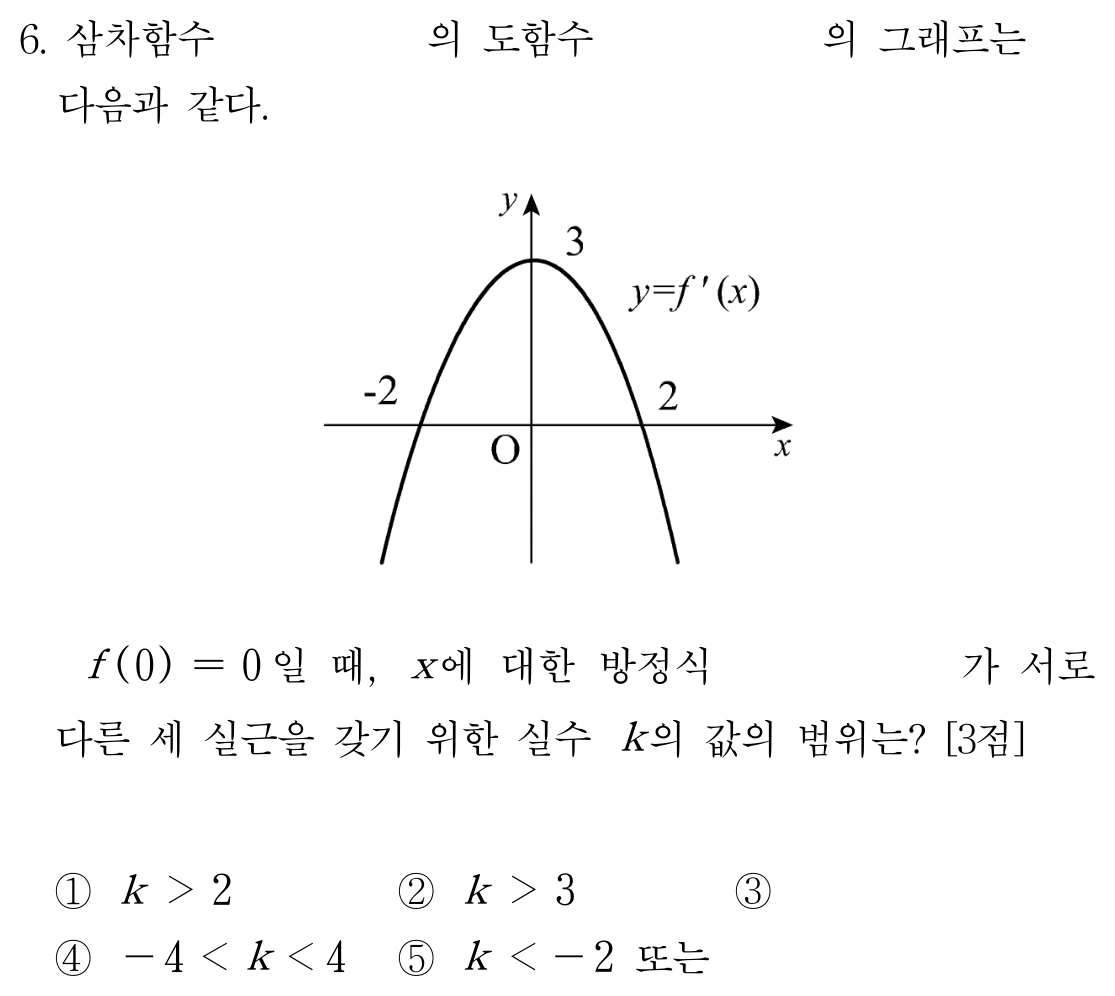 6. 삼차함수 의 도함수 의 그래프는
다음과 같다.
y
3
y=f′(x)
-2
2
O
x
f(0) = 0일 때, x에 대한 방정식 가 서로
다른 세 실근을 갖기 위한 실수 k의 값의 범위는? [3점]
① k > 2 ② k > 3 ③
④ −4 < k < 4 ⑤ k < −2 또는